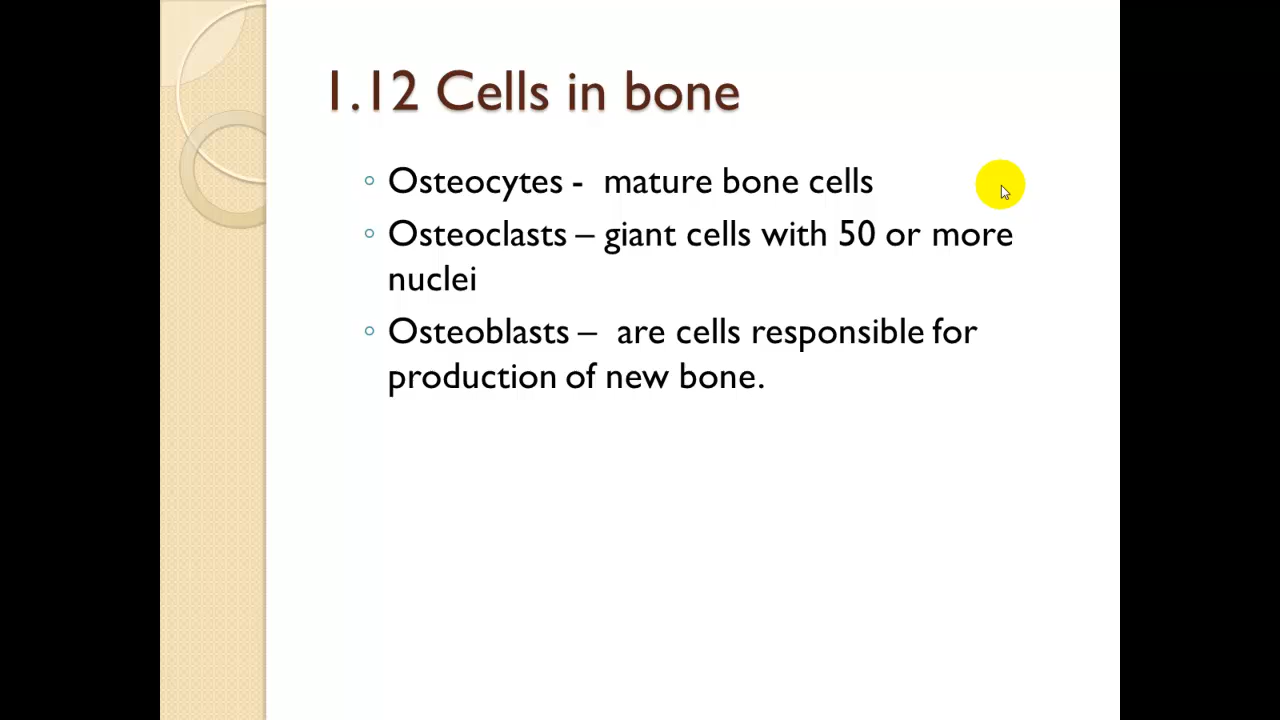 1.12 Cells in bone
◦ Osteocytes -  mature bone cells
◦ Osteoclasts – giant cells with 50 or more
nuclei
◦ Osteoblasts –  are cells responsible for
production of new bone.